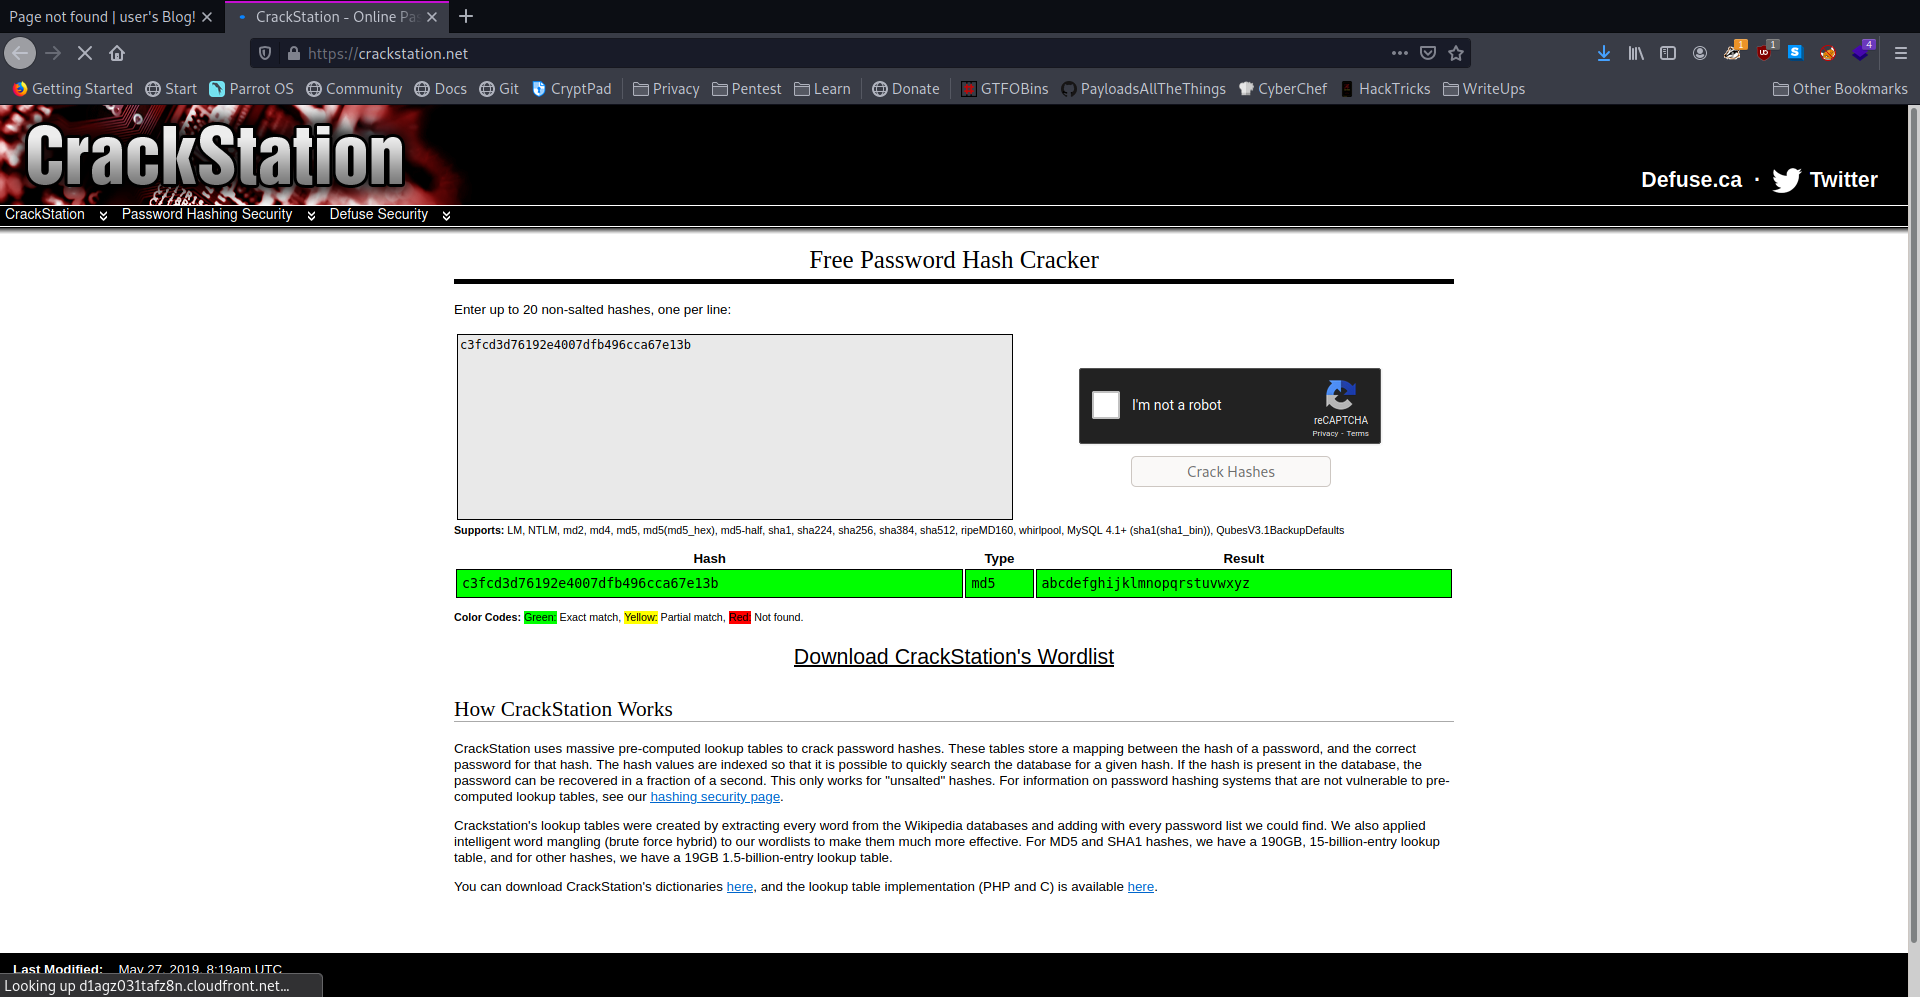 Page not found | user's Blog!
CrackStation - Online Pa
https://crackstation.net
1 1 S 4
Getting Started Start Parrot OS Community Docs Git CryptPad Privacy Pentest Learn Donate GTFOBins PayloadsAllTheThings CyberChef HackTricks WriteUps Other Bookmarks
CrackStation
Defuse.ca · Twitter
CrackStation Password Hashing Security Defuse Security
Free Password Hash Cracker
Enter up to 20 non-salted hashes, one per line:
c3fcd3d76192e4007dfb496cca67e13b
I'm not a robot
reCAPTCHA
Privacy - Terms
Crack Hashes
Supports: LM, NTLM, md2, md4, md5, md5(md5_hex), md5-half, sha1, sha224, sha256, sha384, sha512, ripeMD160, whirlpool, MySQL 4.1+ (sha1(sha1_bin)), QubesV3.1BackupDefaults
Hash Type Result
c3fcd3d76192e4007dfb496cca67e13b md5 abcdefghijklmnopqrstuvwxyz
Color Codes: Green: Exact match, Yellow: Partial match, Red: Not found.
Download CrackStation's Wordlist
How CrackStation Works
CrackStation uses massive pre-computed lookup tables to crack password hashes. These tables store a mapping between the hash of a password, and the correct
password for that hash. The hash values are indexed so that it is possible to quickly search the database for a given hash. If the hash is present in the database, the
password can be recovered in a fraction of a second. This only works for "unsalted" hashes. For information on password hashing systems that are not vulnerable to pre-
computed lookup tables, see our hashing security page.
Crackstation's lookup tables were created by extracting every word from the Wikipedia databases and adding with every password list we could find. We also applied
intelligent word mangling (brute force hybrid) to our wordlists to make them much more effective. For MD5 and SHA1 hashes, we have a 190GB, 15-billion-entry lookup
table, and for other hashes, we have a 19GB 1.5-billion-entry lookup table.
You can download CrackStation's dictionaries here, and the lookup table implementation (PHP and C) is available here.
Last Modified: May 27, 2019, 8:19am UTC
Looking up d1agz031tafz8n.cloudfront.net...